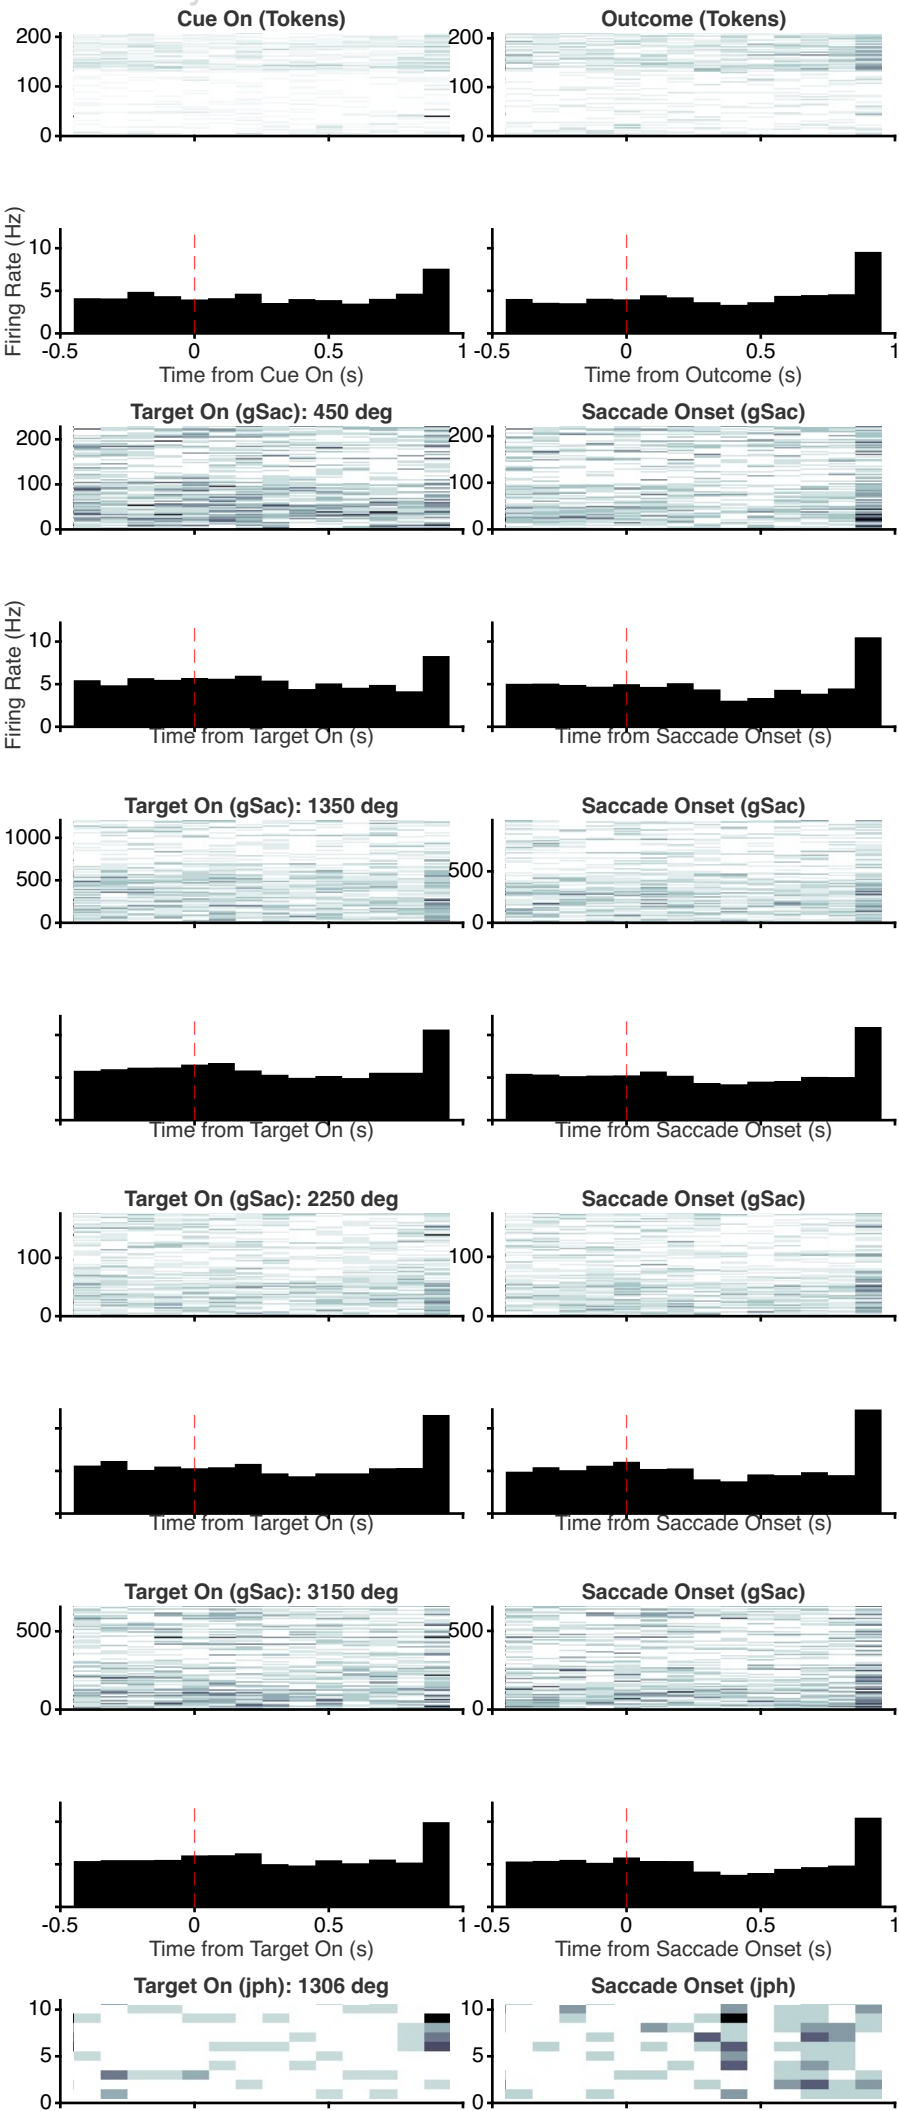 Cue On (Tokens) Outcome (Tokens)
200 200
100 100
0 0
Firing Rate (Hz)
10
5
0
-0.5 0 0.5 1 -0.5 0 0.5 1
Time from Cue On (s) Time from Outcome (s)
Target On (gSac): 450 deg Saccade Onset (gSac)
200 200
100 100
0 0
Firing Rate (Hz)
10
5
0
Time from Target On (s) Time from Saccade Onset (s)
Target On (gSac): 1350 deg Saccade Onset (gSac)
1000
500 500
0 0
Time from Target On (s) Time from Saccade Onset (s)
Target On (gSac): 2250 deg Saccade Onset (gSac)
100 100
0 0
Time from Target On (s) Time from Saccade Onset (s)
Target On (gSac): 3150 deg Saccade Onset (gSac)
500 500
0 0
-0.5 0 0.5 1 -0.5 0 0.5 1
Time from Target On (s) Time from Saccade Onset (s)
Target On (jph): 1306 deg Saccade Onset (jph)
10 10
5 5
0 0